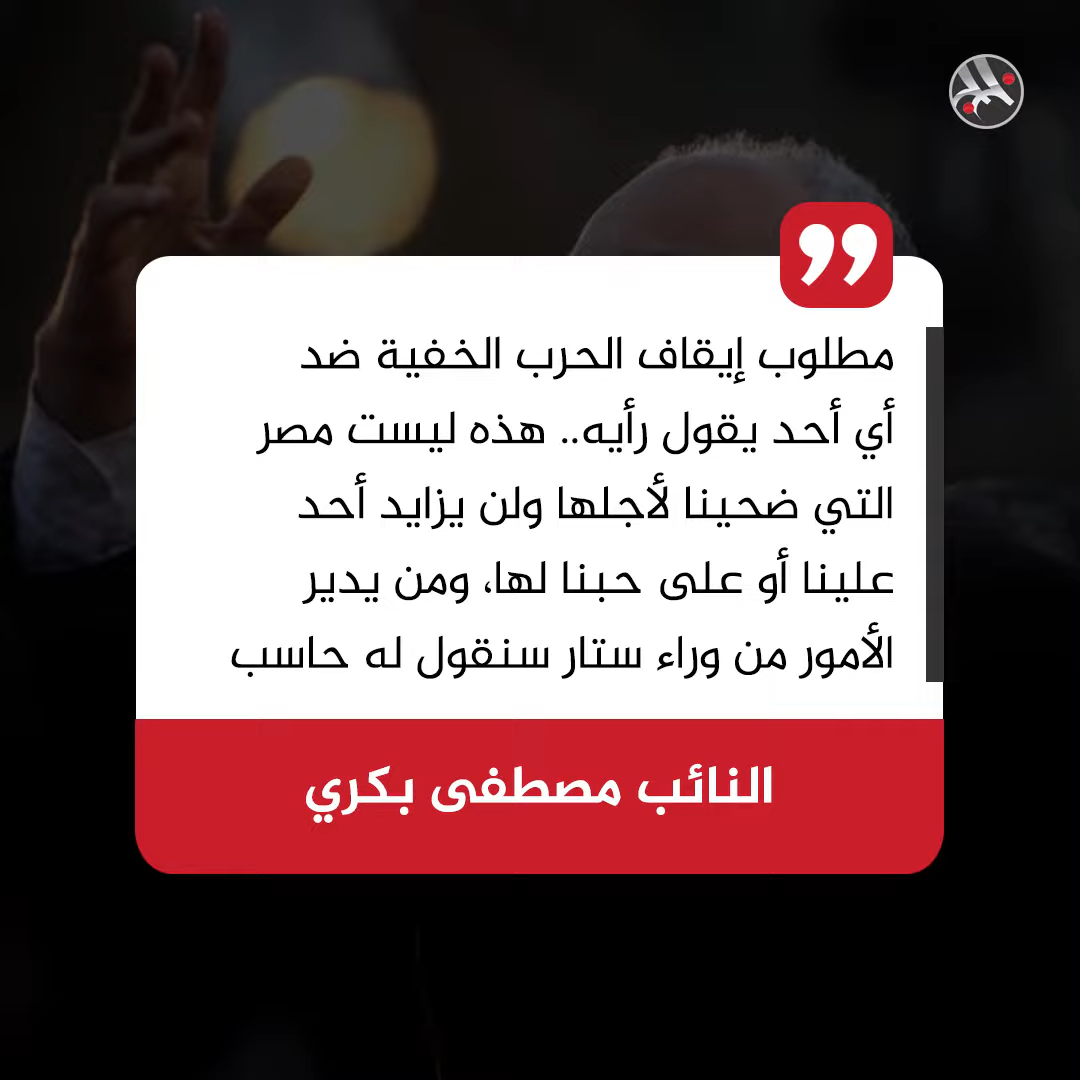 مطلوب إيقاف الحرب الخفية ضد
أي أحد يقول رأيه.. هذه ليست مصر
التي ضحينا لأجلها ولن يزايد أحد
علينا أو على حبنا لها، ومن يدير
الأمور من وراء ستار سنقول له حاسب
النائب مصطفى بكري